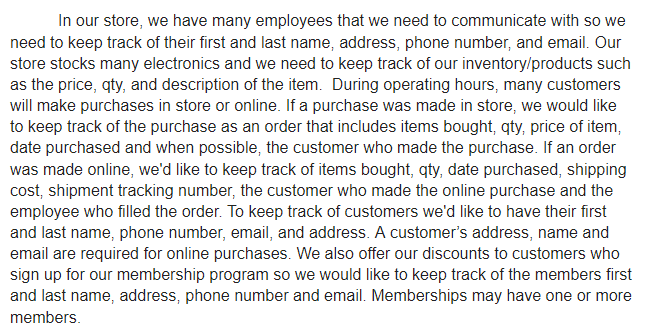 In our store, we have many employees that we need to communicate with so we
need to keep track of their first and last name, address, phone number, and email. Our
store stocks many electronics and we need to keep track of our inventory/products such
as the price, qty, and description of the item.  During operating hours, many customers
will make purchases in store or online. If a purchase was made in store, we would like
to keep track of the purchase as an order that includes items bought, qty, price of item,
date purchased and when possible, the customer who made the purchase. If an order
was made online, we'd like to keep track of items bought, qty, date purchased, shipping
cost, shipment tracking number, the customer who made the online purchase and the
employee who filled the order. To keep track of customers we'd like to have their first
and last name, phone number, email, and address. A customer's address, name and
email are required for online purchases. We also offer our discounts to customers who
sign up for our membership program so we would like to keep track of the members first
and last name, address, phone number and email. Memberships may have one or more
members.